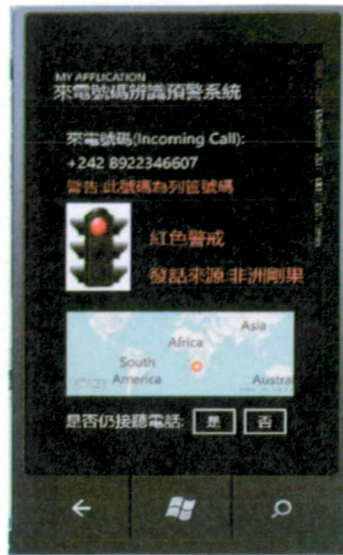 MY APPLICATION
來電號碼辨識預警系統
來電號碼(Incoming Call):
+242 8922346607
警告 此號碼為列管號碼
紅色警戒
發話來源 非洲剛果
Asia
Africa
South
America
Austral
是否仍接聽電話: 是 否